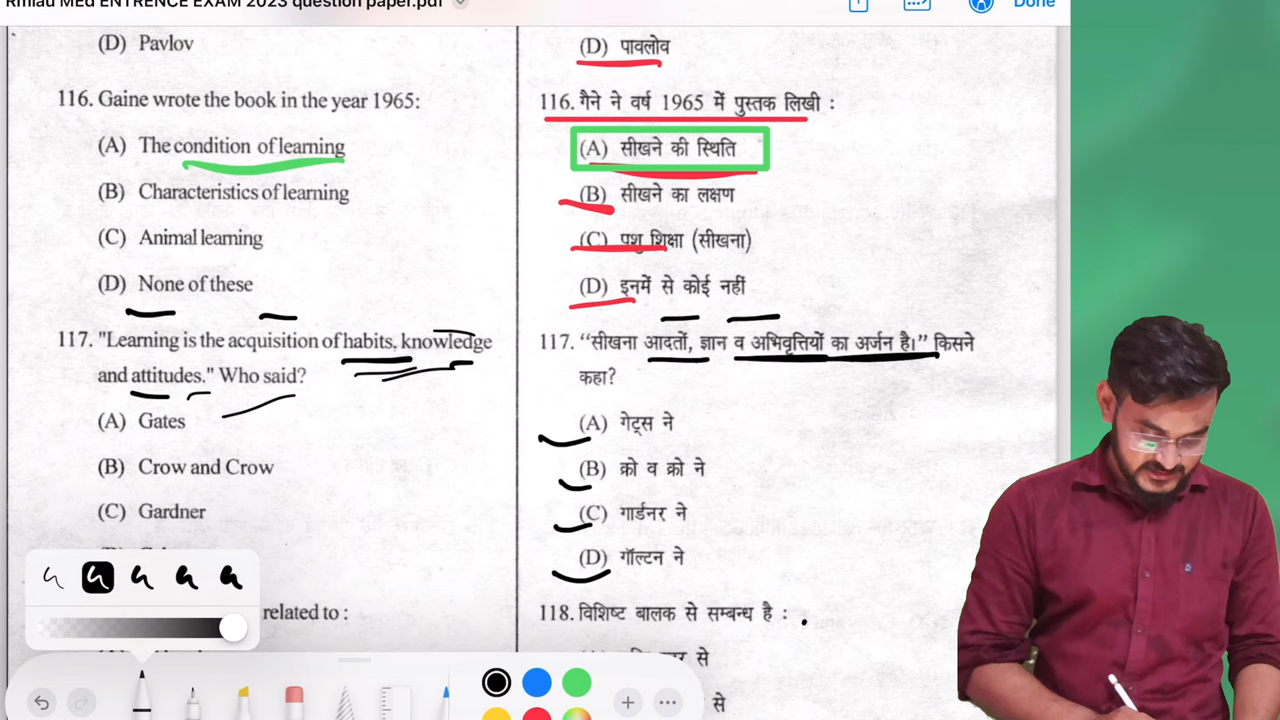 Rmlau MEd ENTRENCE EXAM 2023 question paper.pdf
Done
(D) Pavlov
116. Gaine wrote the book in the year 1965:
(A) The condition of learning
(B) Characteristics of learning
(C) Animal learning
(D) None of these
117. "Learning is the acquisition of habits, knowledge
and attitudes." Who said?
(A) Gates
(B) Crow and Crow
(C) Gardner
related to :
(D) पावलोव
116. गैने ने वर्ष 1965 में पुस्तक लिखी :
(A) सीखने की स्थिति
(B) सीखने का लक्षण
(C) पशु शिक्षा (सीखना)
(D) इनमें से कोई नहीं
117. “सीखना आदतों, ज्ञान व अभिवृत्तियों का अर्जन है।” किसने
कहा?
(A) गेट्स ने
(B) क्रो व क्रो ने
(C) गार्डनर ने
(D) गॉल्टन ने
118. विशिष्ट बालक से सम्बन्ध है :
से
से